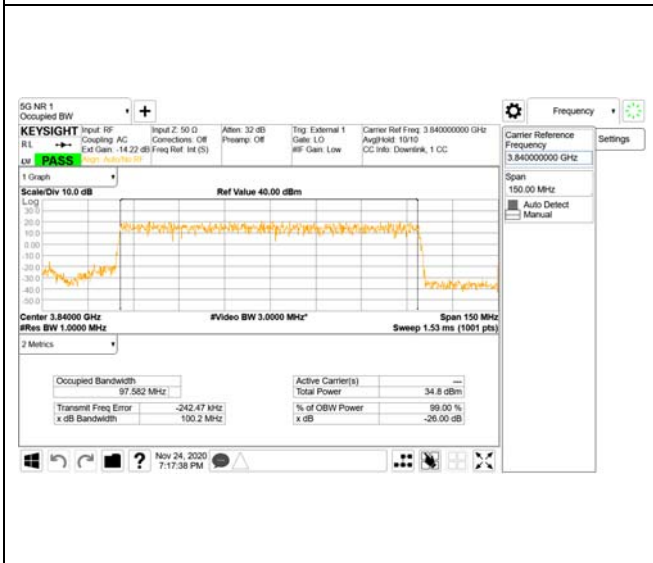 5G NR 1
Occupied BW
Frequency
KEYSIGHT
Input: RF
Input Z: 50 Ω
Atten: 32 dB
Trig: External 1
Carrier Ref Freq: 3.840000000 GHz
RL
Coupling: AC
Corrections: Off
Preamp: Off
Gate: LO
Avg|Hold: 10/10
Ext Gain: -14.22 dB
Freq Ref: Int (S)
#IF Gain: Low
CC Info: Downlink, 1 CC
PASS
Align: Auto/No RF
Carrier Reference
Frequency
3.840000000 GHz
Settings
Span
150.00 MHz
Auto Detect
Manual
1 Graph
Scale/Div 10.0 dB
Ref Value 40.00 dBm
Log
30.0
20.0
10.0
0.00
-10.0
-20.0
-30.0
-40.0
-50.0
Center 3.84000 GHz
#Video BW 3.0000 MHz*
Span 150 MHz
#Res BW 1.0000 MHz
Sweep 1.53 ms (1001 pts)
2 Metrics
Occupied Bandwidth
97.582 MHz
Active Carrier(s)
---
Total Power
34.8 dBm
Transmit Freq Error
-242.47 kHz
% of OBW Power
99.00 %
x dB Bandwidth
100.2 MHz
x dB
-26.00 dB
?
Nov 24, 2020
7:17:38 PM